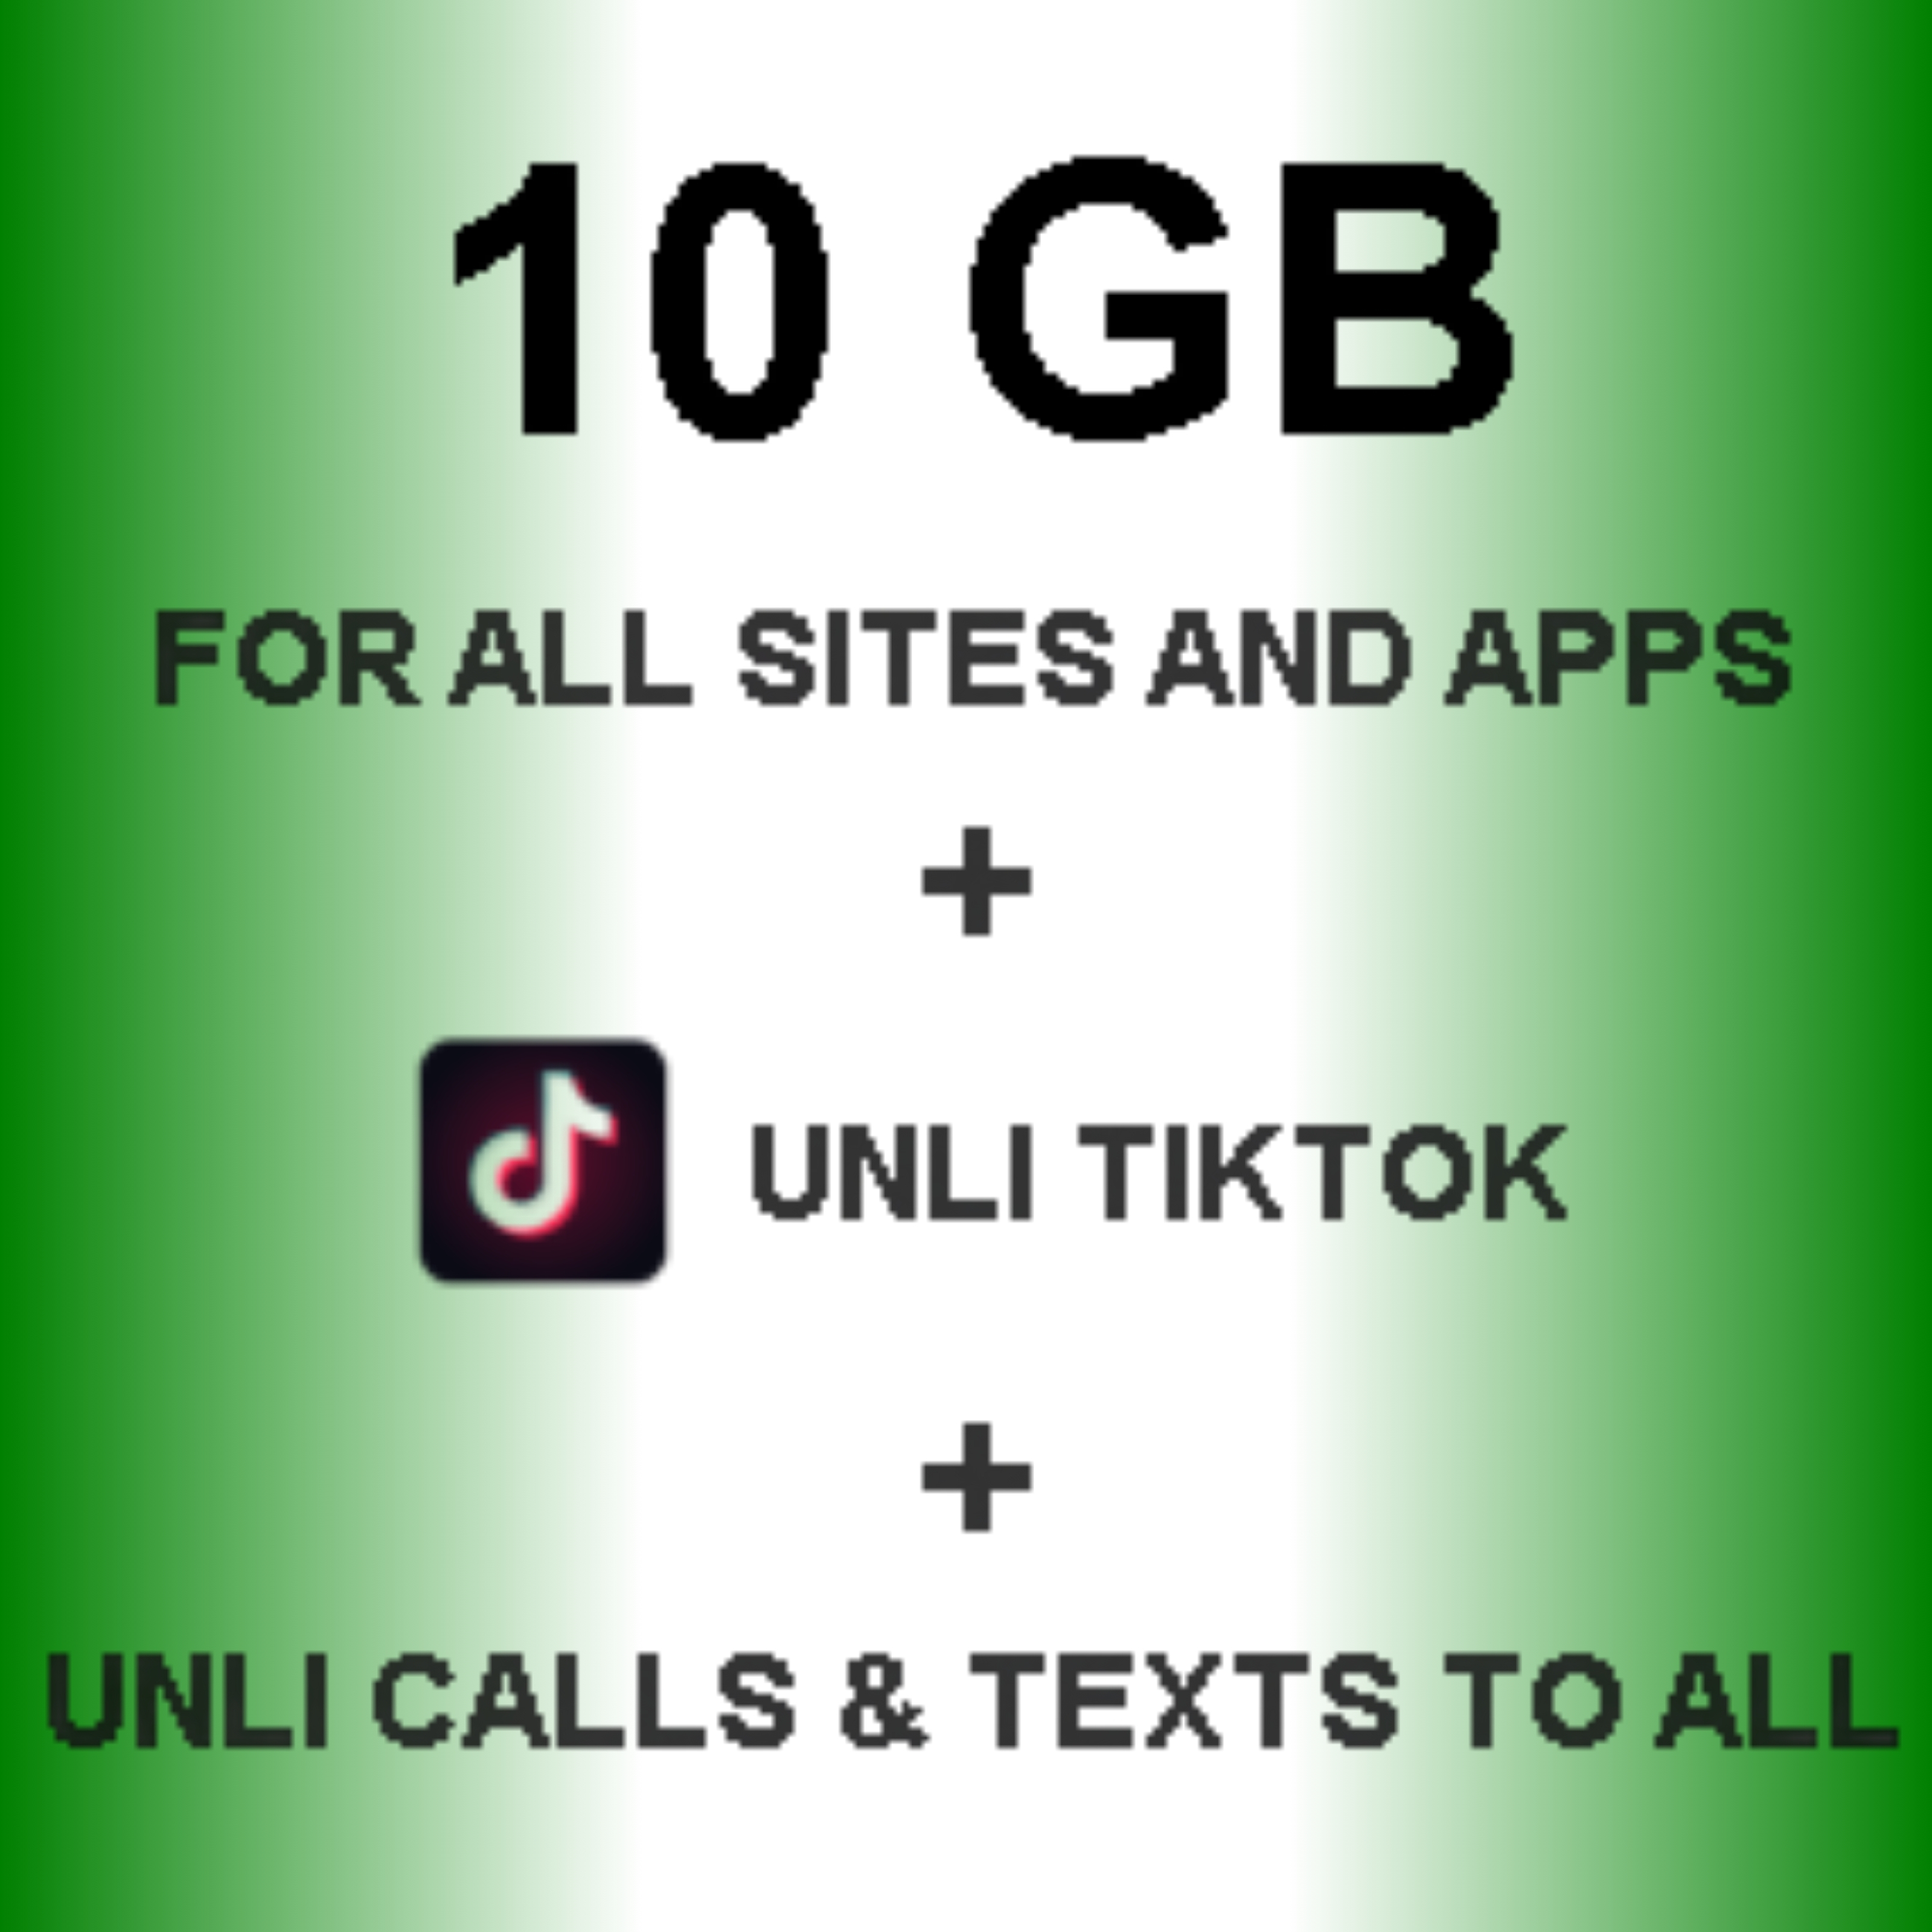 10 GB
FOR ALL SITES AND APPS
+
UNLI TIKTOK
+
UNLI CALLS & TEXTS TO ALL